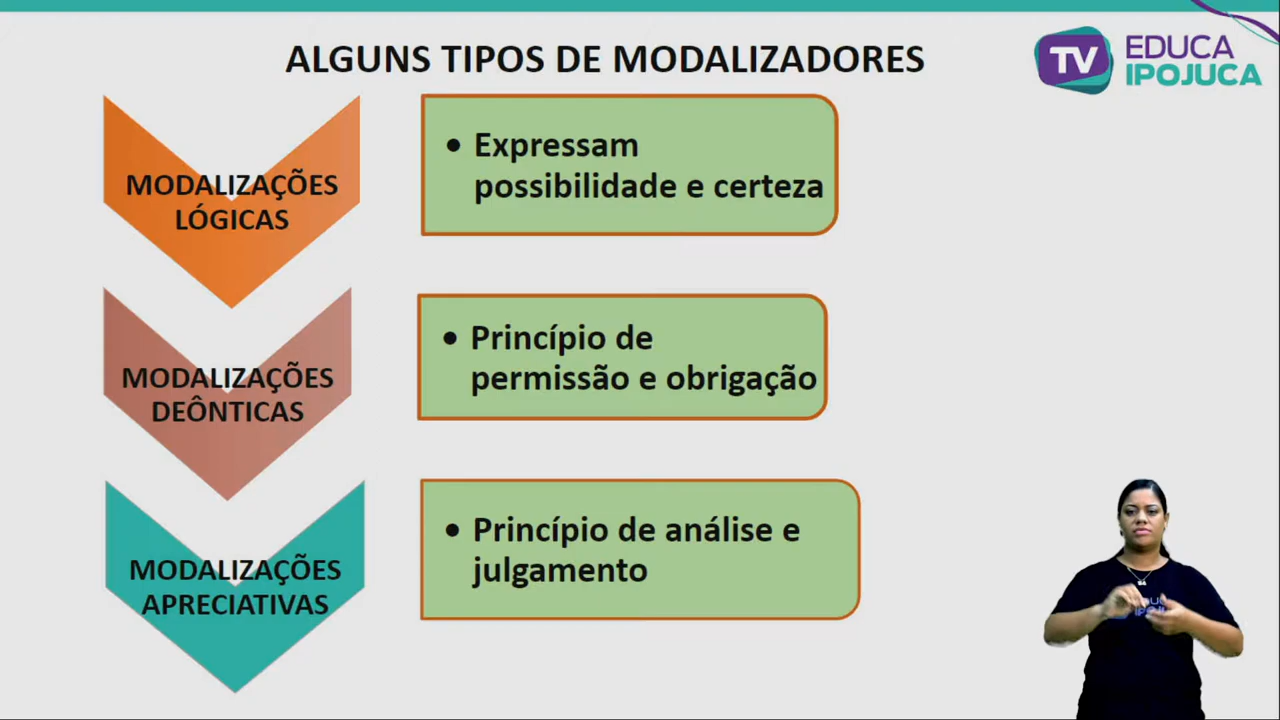 ALGUNS TIPOS DE MODALIZADORES
TV EDUCA
IPOJUCA
MODALIZAÇÕES
LÓGICAS
• Expressam
possibilidade e certeza
MODALIZAÇÕES
DEÔNTICAS
• Princípio de
permissão e obrigação
MODALIZAÇÕES
APRECIATIVAS
• Princípio de análise e
julgamento